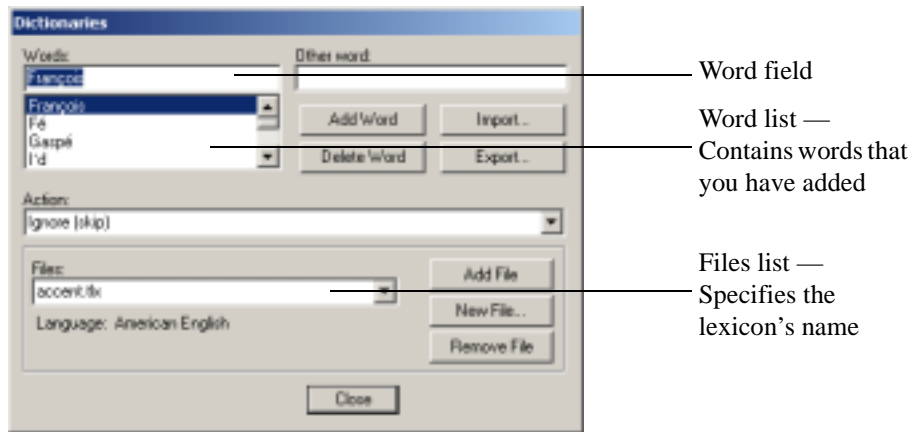 Dictionaries
Words:
Other word:
François
François
Fé
Gaspé
I'd
Add Word
Import...
Delete Word
Export...
Action:
Ignore (skip)
Files:
accent.tlx
Language: American English
Add File
New File...
Remove File
Close
Word field
Word list —
Contains words that
you have added
Files list —
Specifies the
lexicon’s name